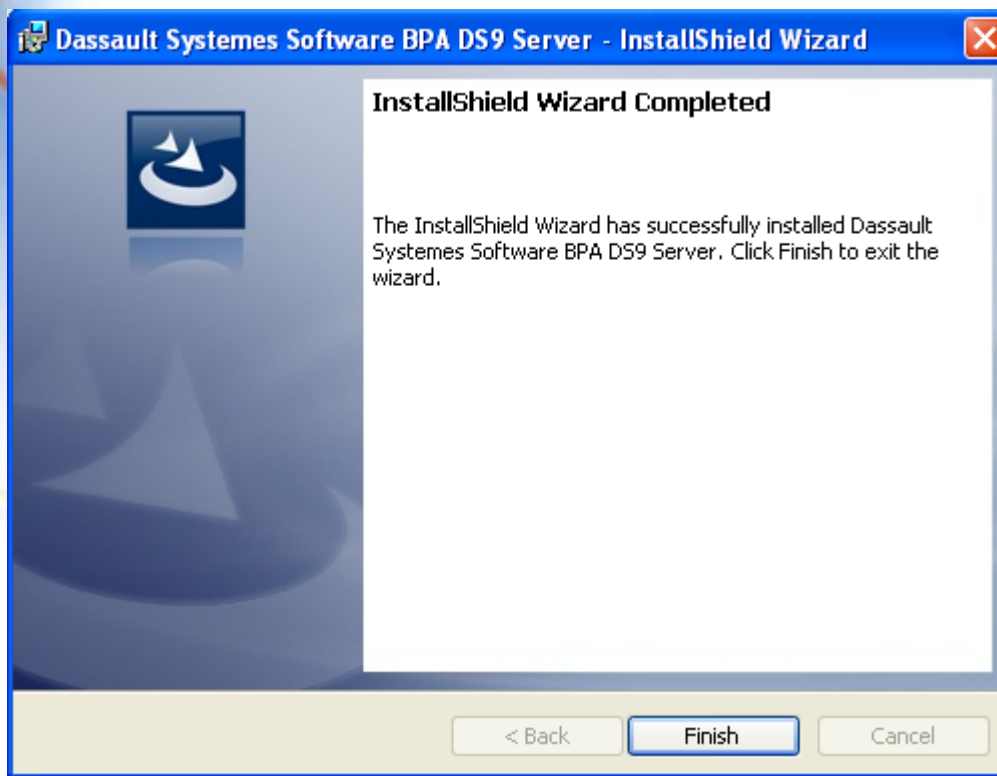 Dassault Systemes Software BPA DS9 Server - InstallShield Wizard
InstallShield Wizard Completed
The InstallShield Wizard has successfully installed Dassault
Systemes Software BPA DS9 Server. Click Finish to exit the
wizard.
< Back
Finish
Cancel